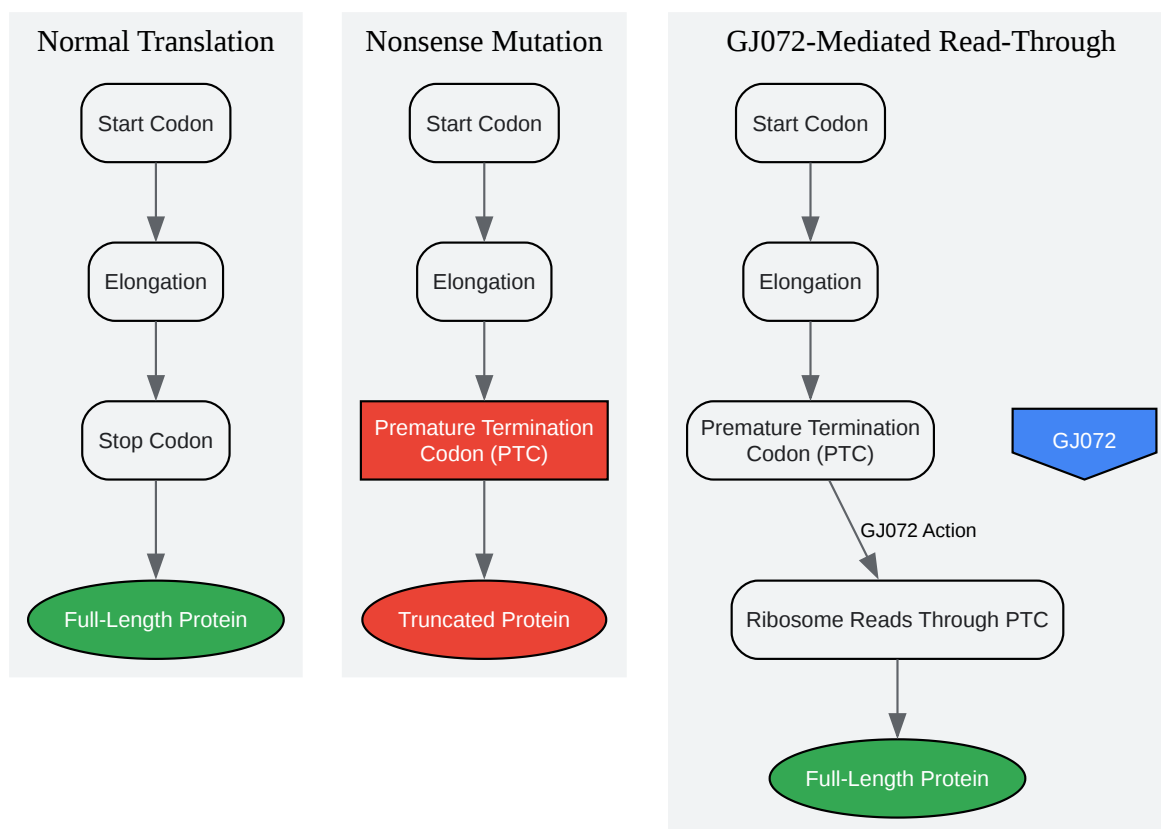 Normal Translation
Start Codon
Elongation
Stop Codon
Full-Length Protein
Nonsense Mutation
Start Codon
Elongation
Premature Termination
Codon (PTC)
Truncated Protein
GJ072-Mediated Read-Through
Start Codon
Elongation
Premature Termination
Codon (PTC)
GJ072
GJ072 Action
Ribosome Reads Through PTC
Full-Length Protein